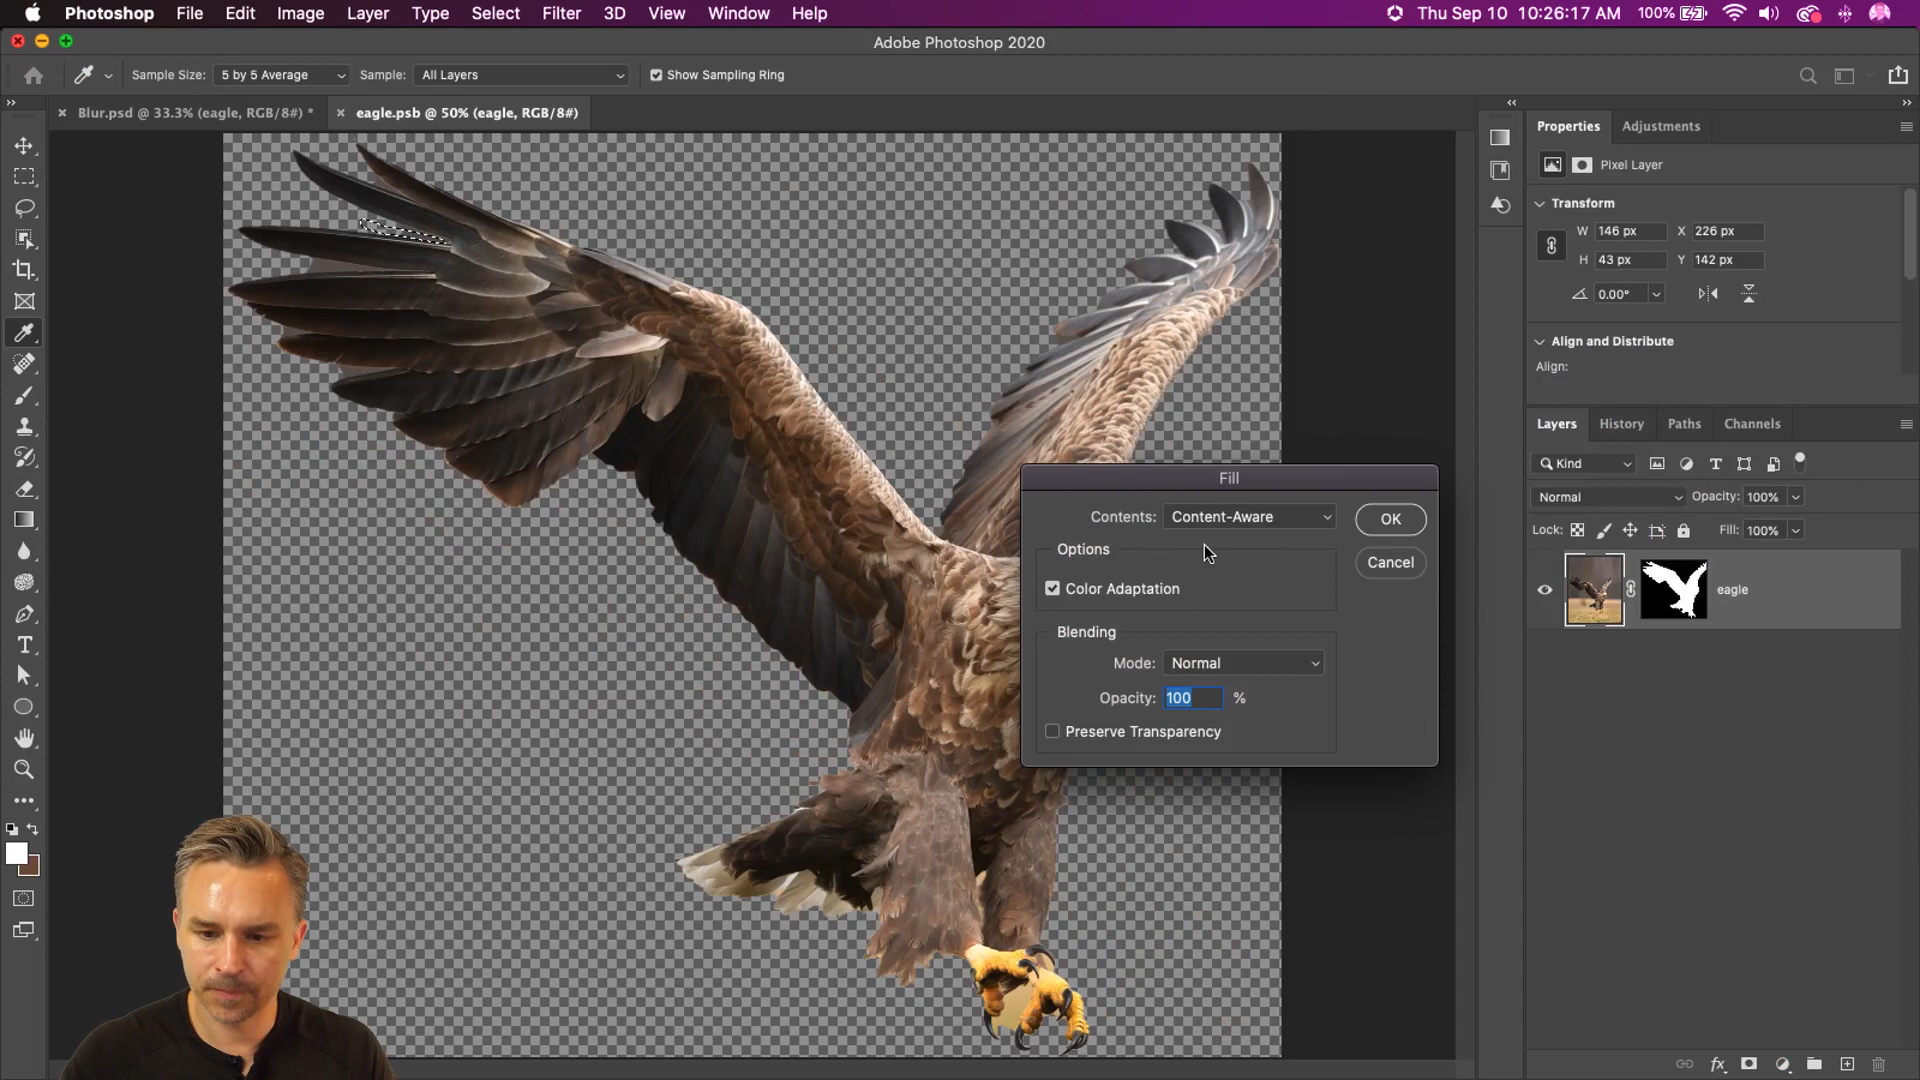 Photoshop File Edit Image Layer Type Select Filter 3D View Window Help Thu Sep 10 10:26:17 AM 100%
Adobe Photoshop 2020
Sample Size: 5 by 5 Average Sample: All Layers Show Sampling Ring
Blur.psd @ 33.3% (eagle, RGB/8#) * eagle.psb @ 50% (eagle, RGB/8#)
Properties Adjustments
Pixel Layer
Transform
W 146 px X 226 px
H 43 px Y 142 px
0.00°
Align and Distribute
Align:
Layers History Paths Channels
Kind
Normal Opacity: 100%
Lock: Fill: 100%
eagle
Fill
Contents: Content-Aware OK
Options
Cancel
Color Adaptation
Blending
Mode: Normal
Opacity: 100 %
Preserve Transparency